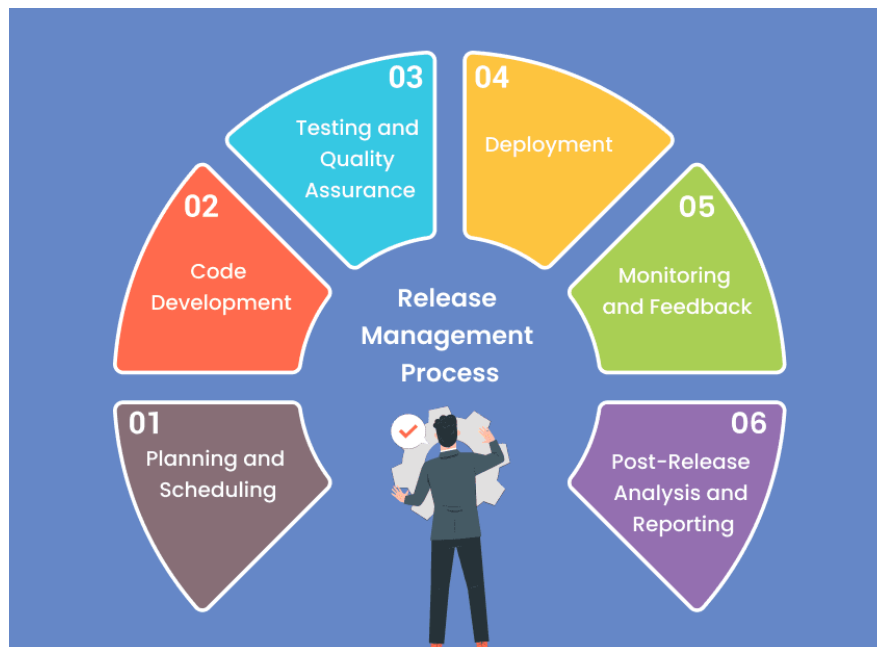 01
Planning and
Scheduling
02
Code
Development
03
Testing and
Quality
Assurance
04
Deployment
05
Monitoring
and Feedback
06
Post-Release
Analysis and
Reporting
Release
Management
Process